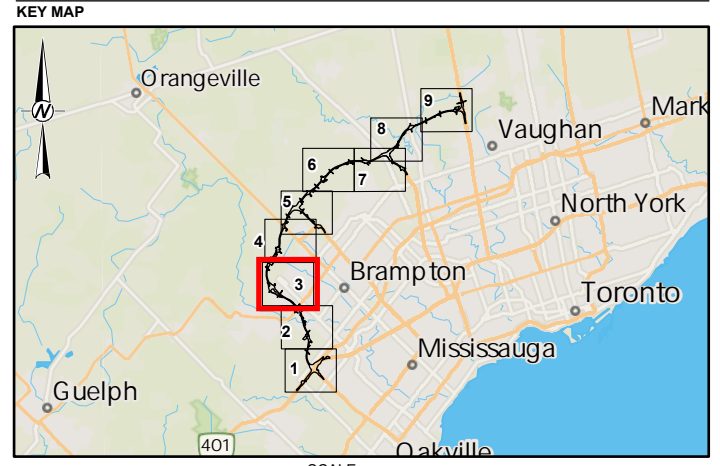 KEY MAP
Orangeville
N
9
Mark
8
Vaughan
6
7
5
North York
4
3
Brampton
Toronto
2
Mississauga
1
Guelph
401
Oakville
SCALE